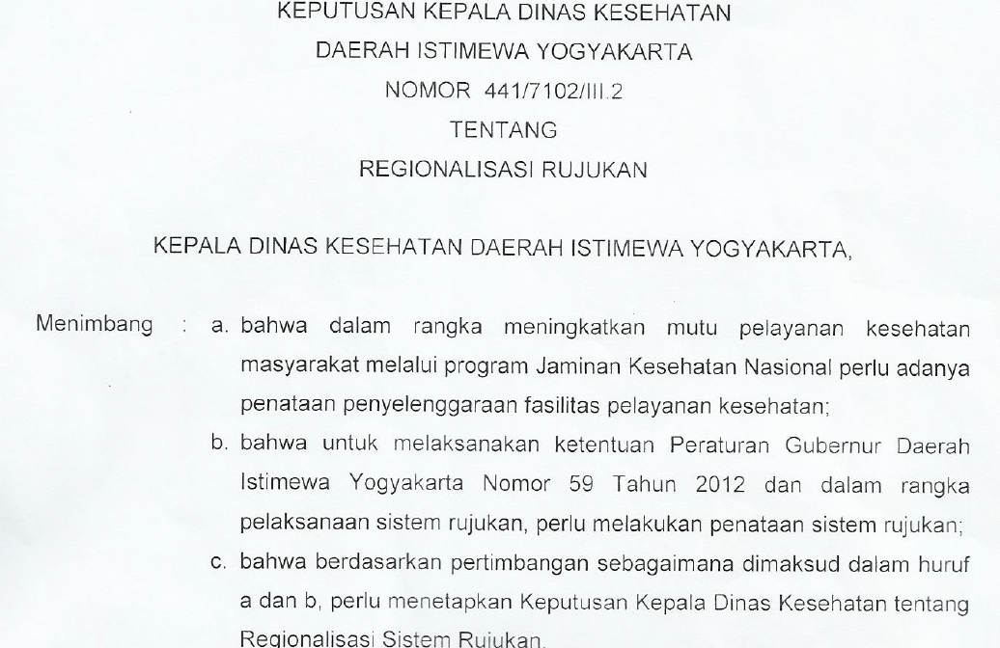 KEPUTUSAN KEPALA DINAS KESEHATAN
DAERAH ISTIMEWA YOGYAKARTA
NOMOR 441/7102/III.2
TENTANG
REGIONALISASI RUJUKAN
KEPALA DINAS KESEHATAN DAERAH ISTIMEWA YOGYAKARTA,
Menimbang : a. bahwa dalam rangka meningkatkan mutu pelayanan kesehatan
masyarakat melalui program Jaminan Kesehatan Nasional perlu adanya
penataan penyelenggaraan fasilitas pelayanan kesehatan;
b. bahwa untuk melaksanakan ketentuan Peraturan Gubernur Daerah
Istimewa Yogyakarta Nomor 59 Tahun 2012 dan dalam rangka
pelaksanaan sistem rujukan, perlu melakukan penataan sistem rujukan;
c. bahwa berdasarkan pertimbangan sebagaimana dimaksud dalam huruf
a dan b, perlu menetapkan Keputusan Kepala Dinas Kesehatan tentang
Regionalisasi Sistem Rujukan.